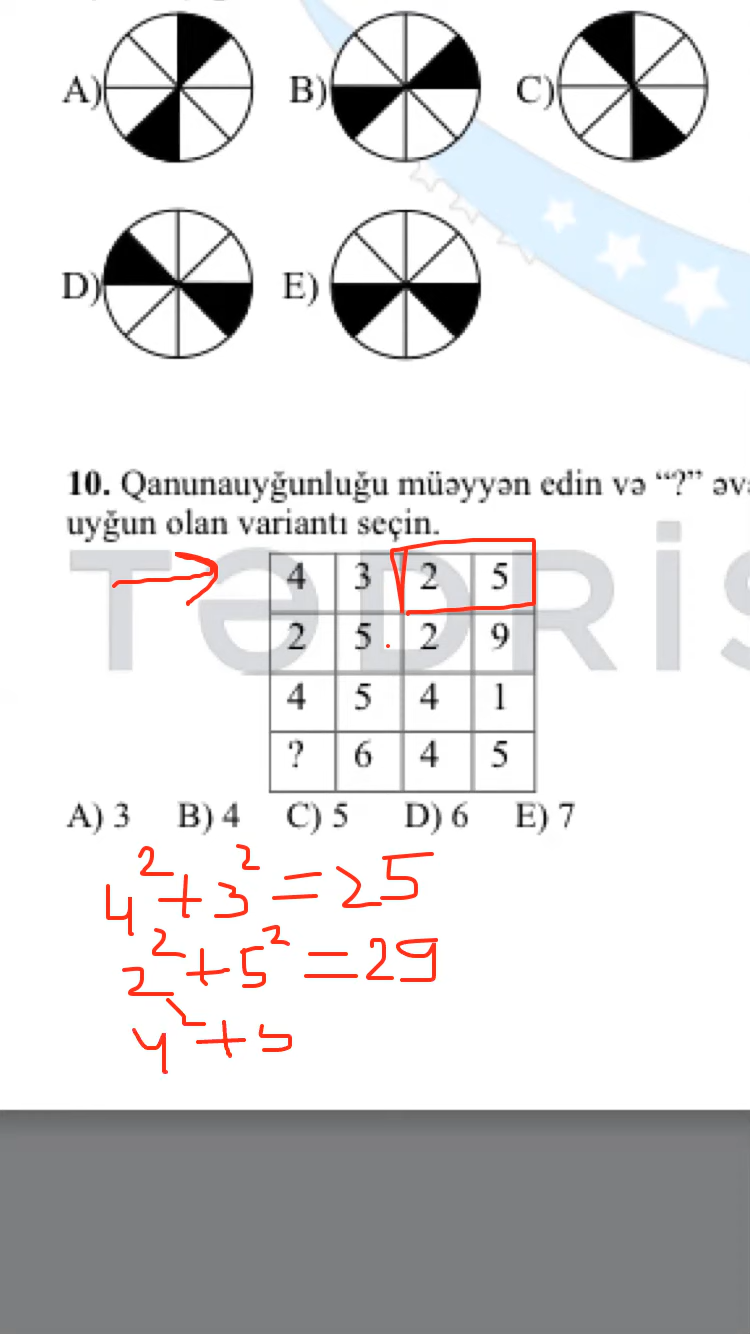 A) B) C)
D) E)
10. Qanunauyğunluğu müəyyən edin və “?” əvə
uyğun olan variantı seçin.
TƏDRİS
4 3 2 5
2 5 2 9
4 5 4 1
? 6 4 5
A) 3 B) 4 C) 5 D) 6 E) 7
4²+3²=25
2²+5²=29
4²+5